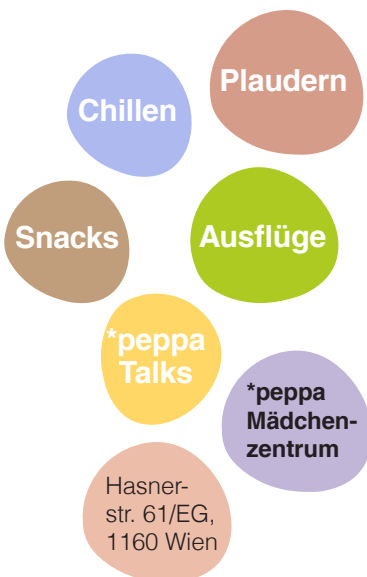 Plaudern
Chillen
Snacks
Ausflüge
*peppa
Talks
*peppa
Mädchen-
zentrum
Hasner-
str. 61/EG,
1160 Wien